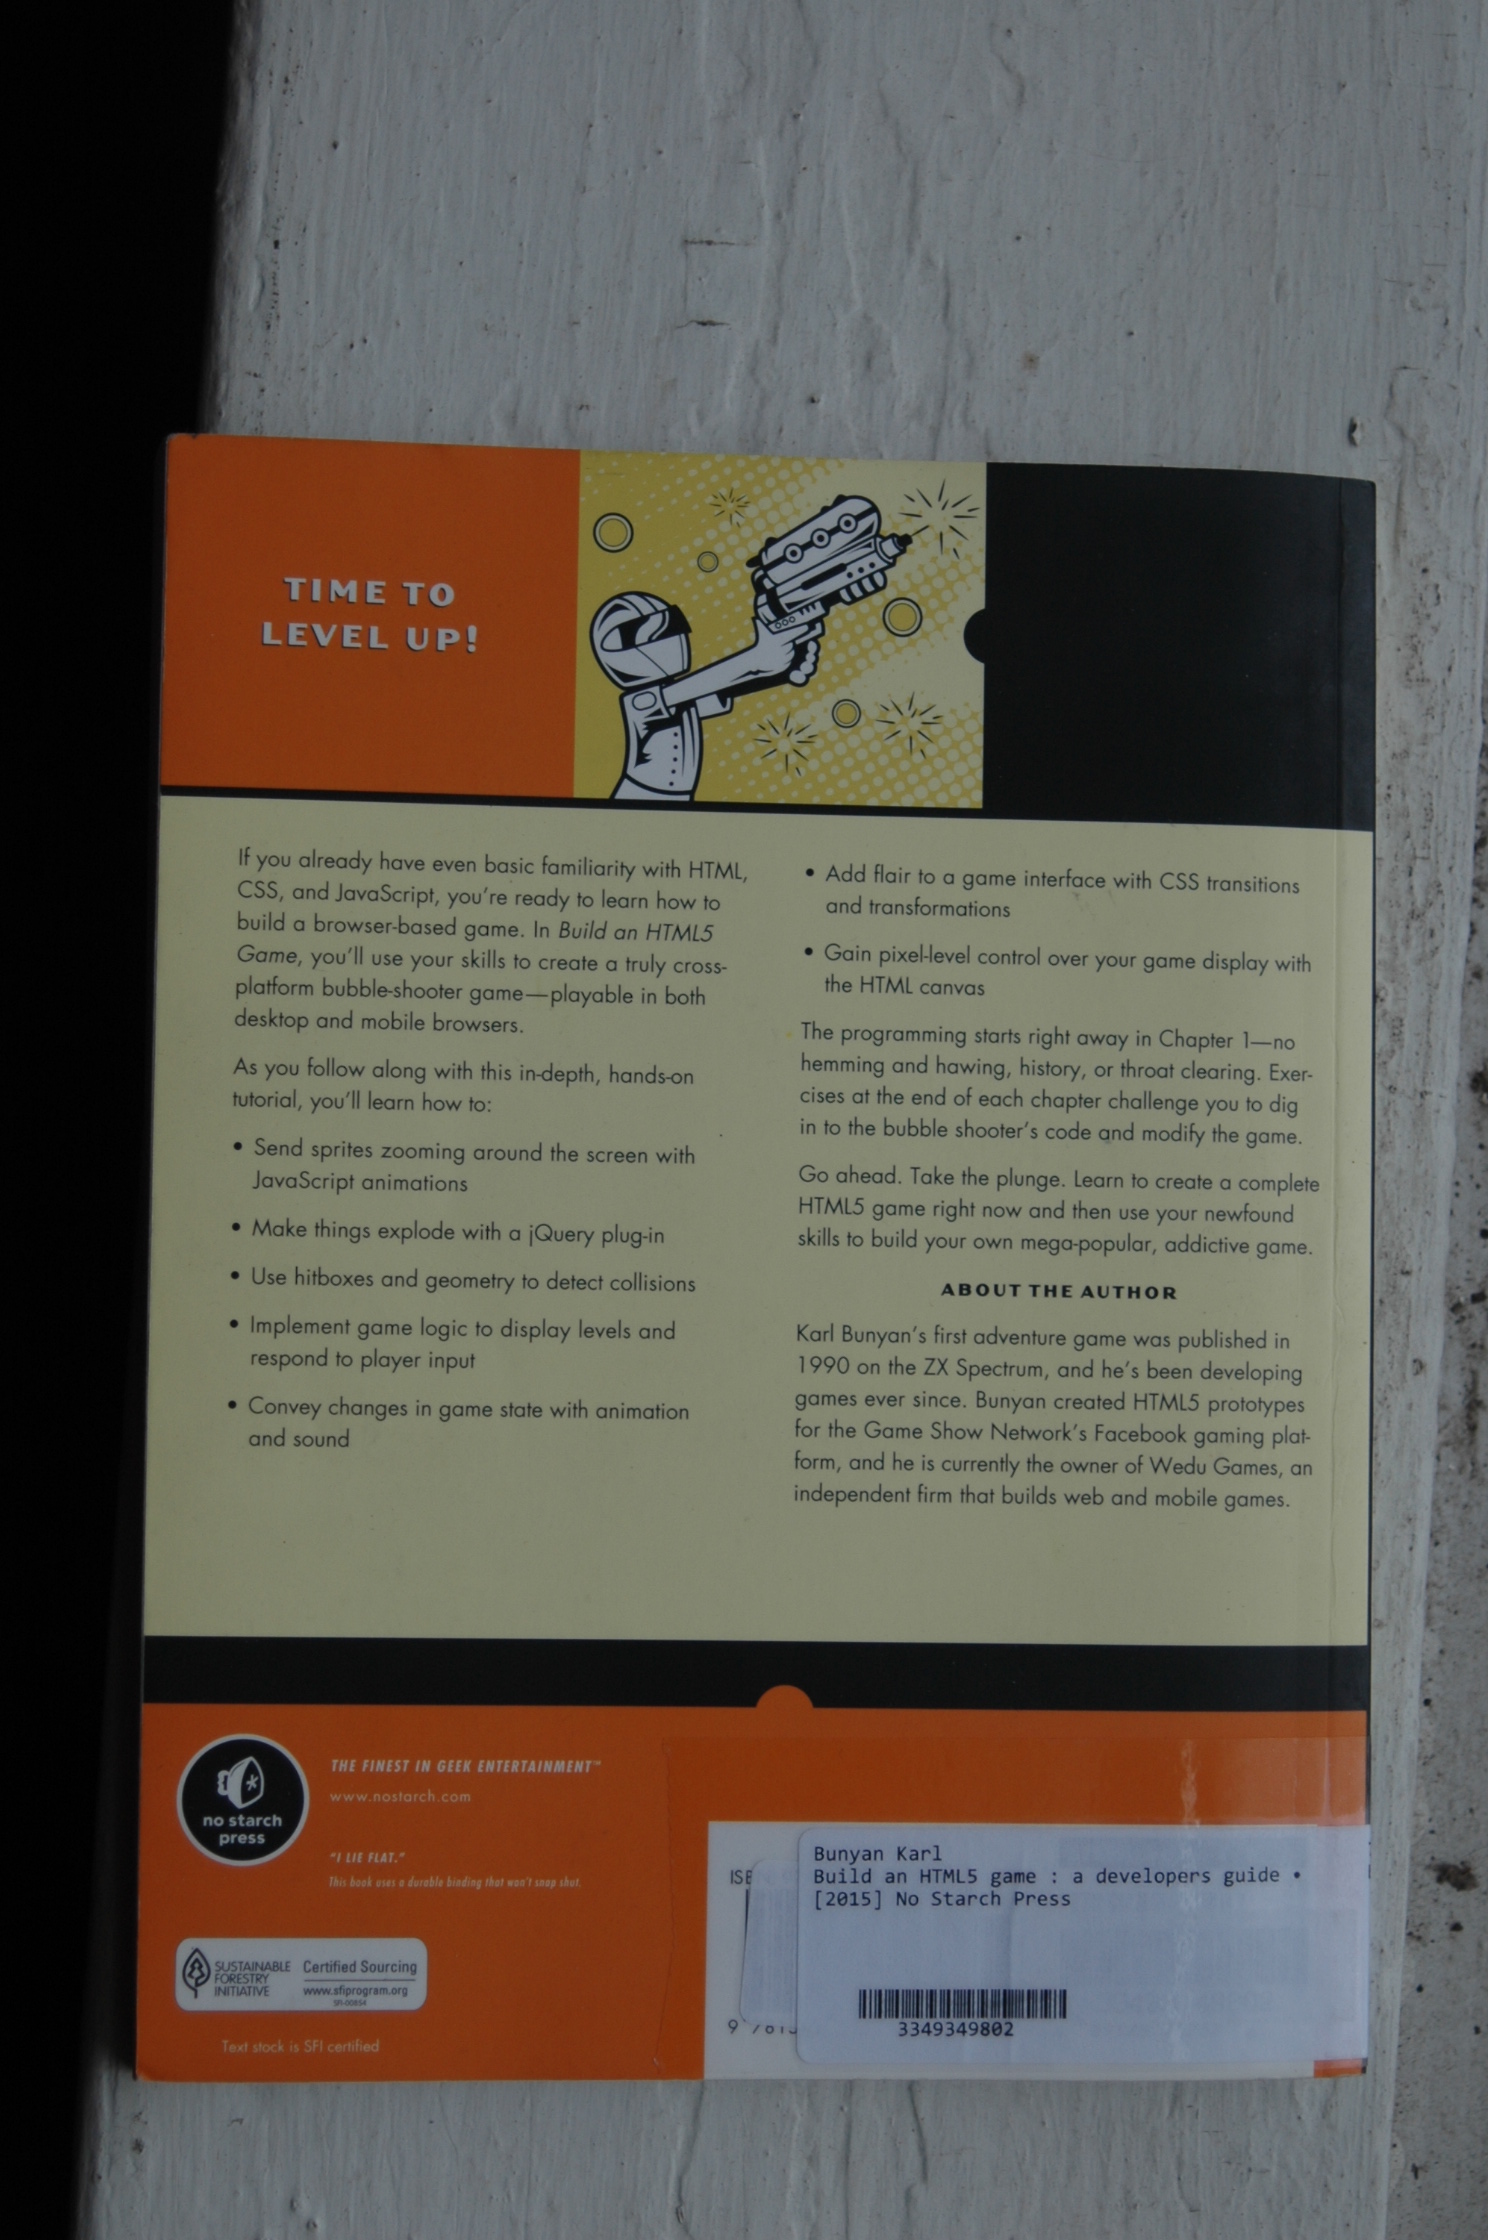 TIME TO
LEVEL UP!
If you already have even basic familiarity with HTML,
CSS, and JavaScript, you're ready to learn how to
build a browser-based game. In Build an HTML5
Game, you'll use your skills to create a truly cross-
platform bubble-shooter game—playable in both
desktop and mobile browsers.
As you follow along with this in-depth, hands-on
tutorial, you'll learn how to:
• Send sprites zooming around the screen with
JavaScript animations
• Make things explode with a jQuery plug-in
• Use hitboxes and geometry to detect collisions
• Implement game logic to display levels and
respond to player input
• Convey changes in game state with animation
and sound
• Add flair to a game interface with CSS transitions
and transformations
• Gain pixel-level control over your game display with
the HTML canvas
The programming starts right away in Chapter 1—no
hemming and hawing, history, or throat clearing. Exer-
cises at the end of each chapter challenge you to dig
in to the bubble shooter's code and modify the game.
Go ahead. Take the plunge. Learn to create a complete
HTML5 game right now and then use your newfound
skills to build your own mega-popular, addictive game.
ABOUT THE AUTHOR
Karl Bunyan's first adventure game was published in
1990 on the ZX Spectrum, and he's been developing
games ever since. Bunyan created HTML5 prototypes
for the Game Show Network's Facebook gaming plat-
form, and he is currently the owner of Wedu Games, an
independent firm that builds web and mobile games.
no starch
press
THE FINEST IN GEEK ENTERTAINMENT™
www.nostarch.com
"I LIE FLAT."
This book uses a durable binding that won't snap shut.
SUSTAINABLE
FORESTRY
INITIATIVE
Certified Sourcing
www.sfiprogram.org
SFI-00854
Text stock is SFI certified
Bunyan Karl
Build an HTML5 game : a developers guide •
[2015] No Starch Press
3349349802